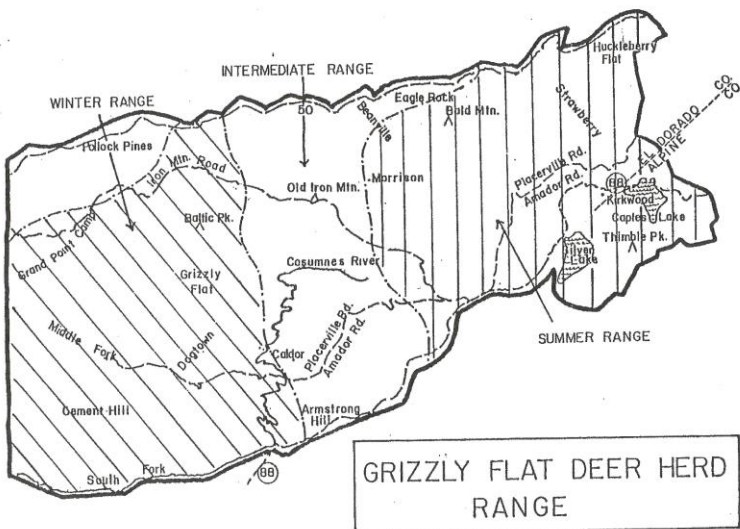 INTERMEDIATE RANGE
WINTER RANGE
50
Huckleberry
Flat
Eagle Rock
Bald Mtn.
Beanville
Strawberry
CO.
CO.
EL DORADO
ALPINE
Pollock Pines
Iron Mtn. Road
Old Iron Mtn.
Morrison
Placerville Rd.
Amador Rd.
88
Kirkwood
Caples Lake
Thimble Pk.
Silver
Lake
Baltic Pk.
Grand Point Camp
Cosumnes River
Grizzly
Flat
SUMMER RANGE
Middle Fork
Dogtown
Caldor
Placerville Rd.
Amador Rd.
Cement Hill
Armstrong
Hill
South Fork
88
GRIZZLY FLAT DEER HERD
RANGE